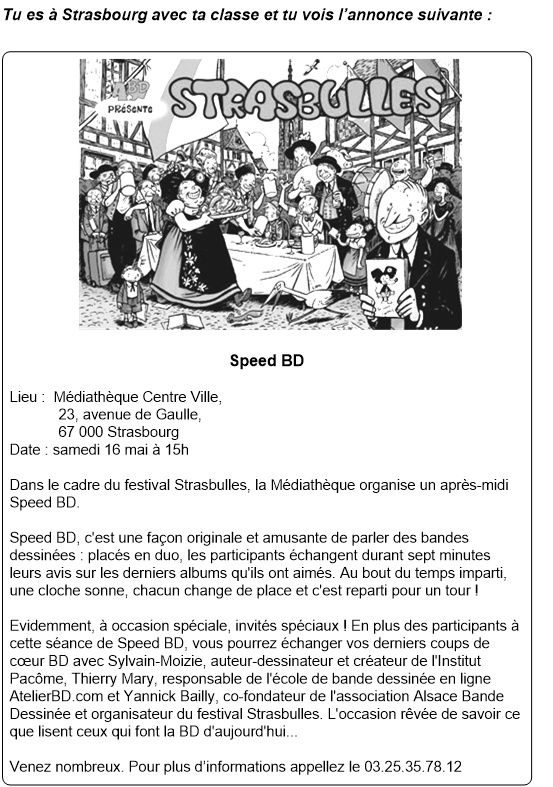 Tu es à Strasbourg avec ta classe et tu vois l’annonce suivante :
ABD
PRéSENTE
STRASBULLES
Speed BD
Lieu : Médiathèque Centre Ville,
23, avenue de Gaulle,
67 000 Strasbourg
Date : samedi 16 mai à 15h
Dans le cadre du festival Strasbulles, la Médiathèque organise un après-midi
Speed BD.
Speed BD, c'est une façon originale et amusante de parler des bandes
dessinées : placés en duo, les participants échangent durant sept minutes
leurs avis sur les derniers albums qu'ils ont aimés. Au bout du temps imparti,
une cloche sonne, chacun change de place et c'est reparti pour un tour !
Evidemment, à occasion spéciale, invités spéciaux ! En plus des participants à
cette séance de Speed BD, vous pourrez échanger vos derniers coups de
cœur BD avec Sylvain-Moizie, auteur-dessinateur et créateur de l'Institut
Pacôme, Thierry Mary, responsable de l'école de bande dessinée en ligne
AtelierBD.com et Yannick Bailly, co-fondateur de l'association Alsace Bande
Dessinée et organisateur du festival Strasbulles. L'occasion rêvée de savoir ce
que lisent ceux qui font la BD d'aujourd'hui...
Venez nombreux. Pour plus d’informations appellez le 03.25.35.78.12